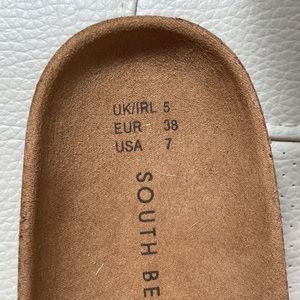 UK/IRL 5
EUR 38
USA 7
SOUTH BE